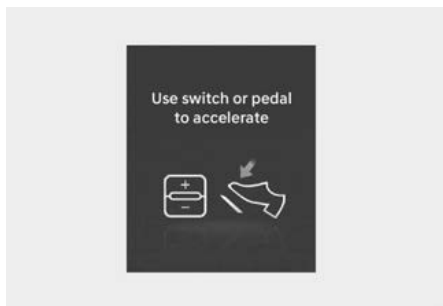 Use switch or pedal
to accelerate
+
−